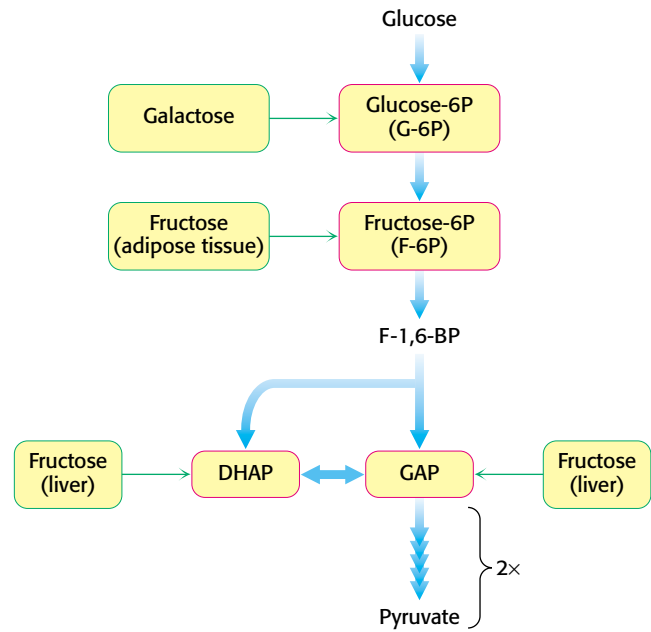 Glucose
Galactose
Glucose-6P
(G-6P)
Fructose
(adipose tissue)
Fructose-6P
(F-6P)
F-1,6-BP
Fructose
(liver)
DHAP
GAP
Fructose
(liver)
2×
Pyruvate